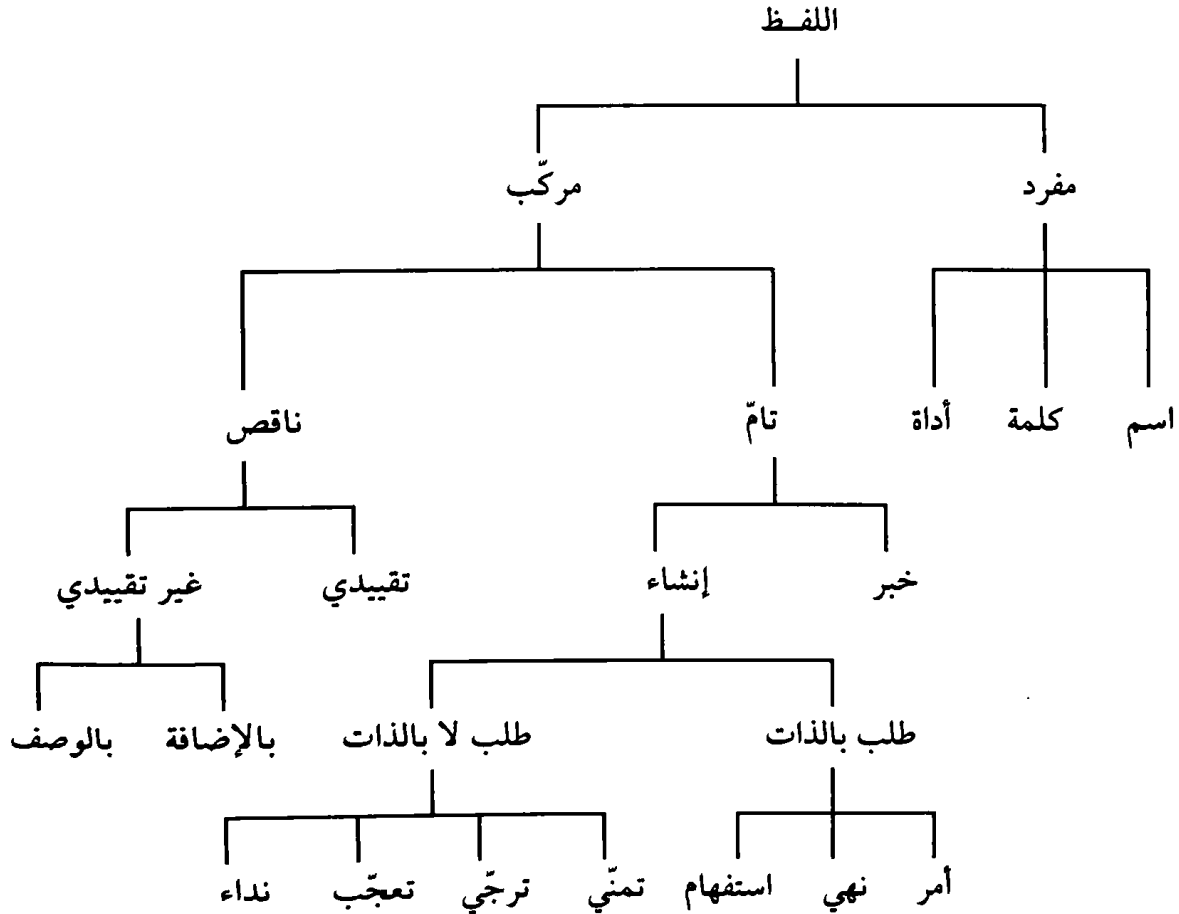 اللفـظ
مفرد مركّب
اسم كلمة أداة تامّ ناقص
خبر إنشاء تقييدي غير تقييدي
طلب بالذات طلب لا بالذات بالإضافة بالوصف
أمر نهي استفهام تمنّي ترجّي تعجّب نداء